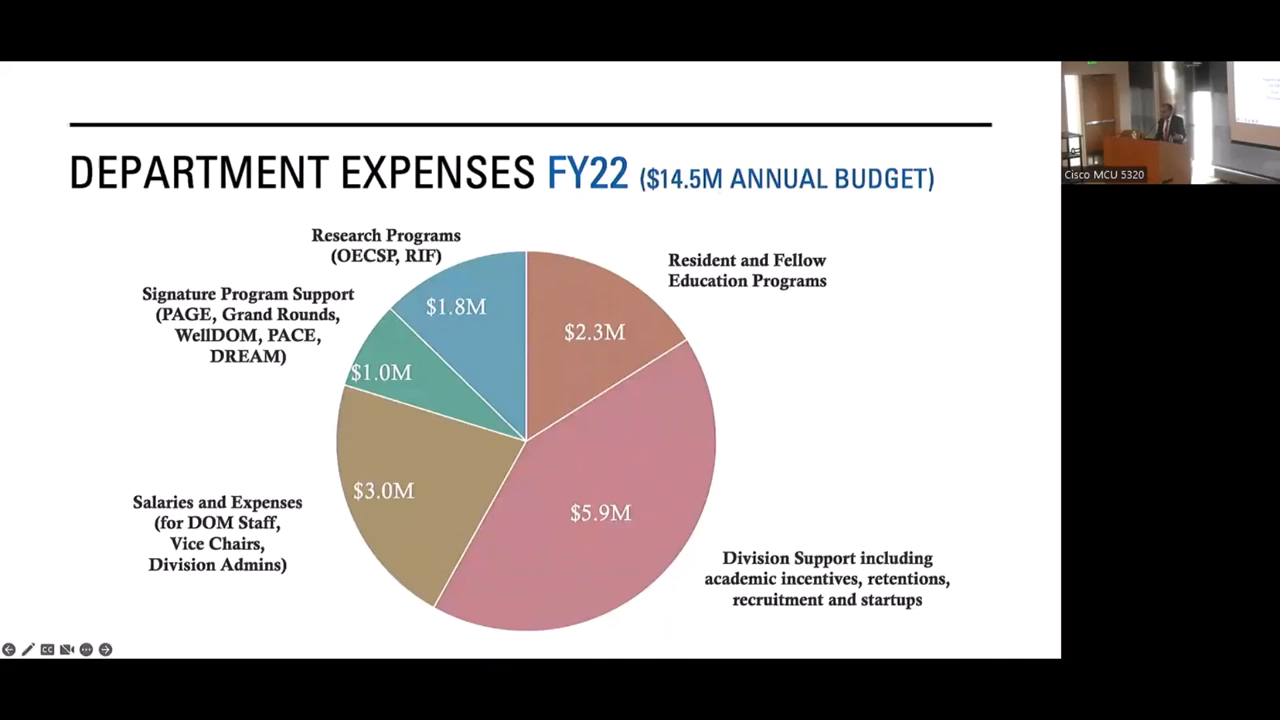 DEPARTMENT EXPENSES FY22 ($14.5M ANNUAL BUDGET)
Research Programs
(OECSP, RIF)
$1.8M
Resident and Fellow
Education Programs
$2.3M
Signature Program Support
(PAGE, Grand Rounds,
WellDOM, PACE,
DREAM)
$1.0M
Salaries and Expenses
(for DOM Staff,
Vice Chairs,
Division Admins)
$3.0M
$5.9M
Division Support including
academic incentives, retentions,
recruitment and startups
CC
Cisco MCU 5320